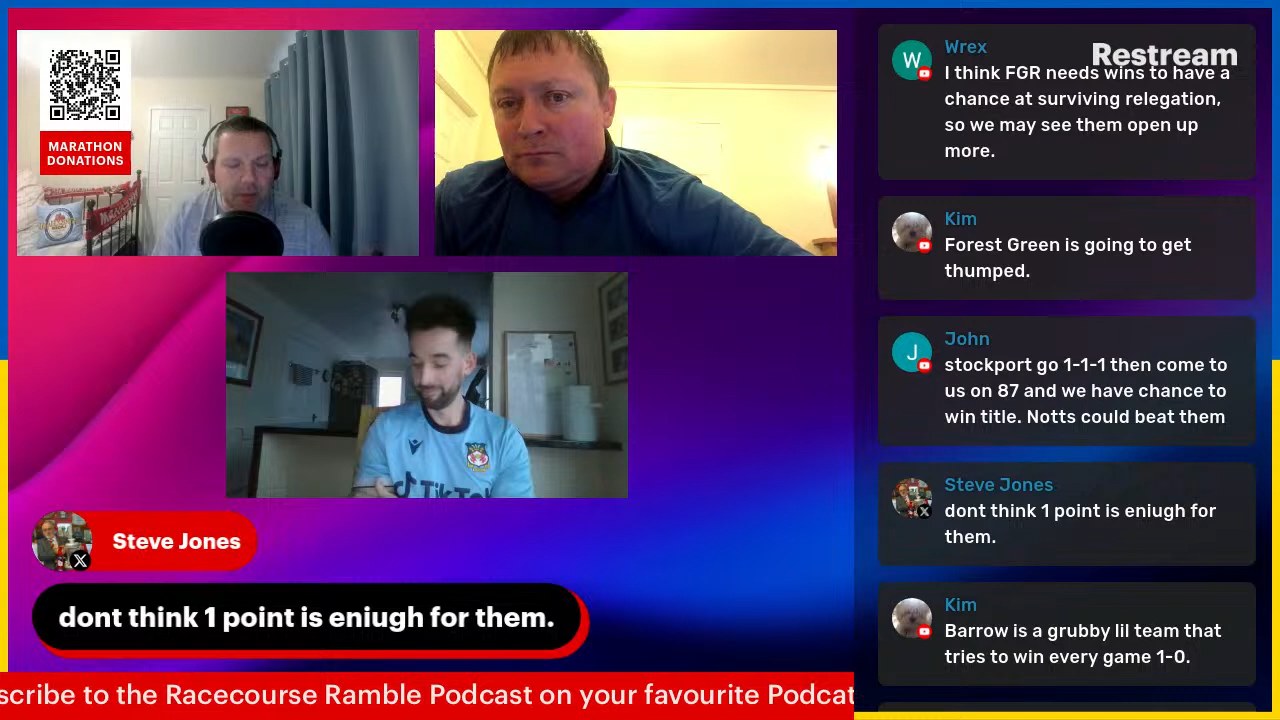 MARATHON
DONATIONS
TikTok
Steve Jones
dont think 1 point is eniugh for them.
scribe to the Racecourse Ramble Podcast on your favourite Podcat
Restream
W
Wrex
I think FGR needs wins to have a
chance at surviving relegation,
so we may see them open up
more.
Kim
Forest Green is going to get
thumped.
J
John
stockport go 1-1-1 then come to
us on 87 and we have chance to
win title. Notts could beat them
Steve Jones
dont think 1 point is eniugh for
them.
Kim
Barrow is a grubby lil team that
tries to win every game 1-0.